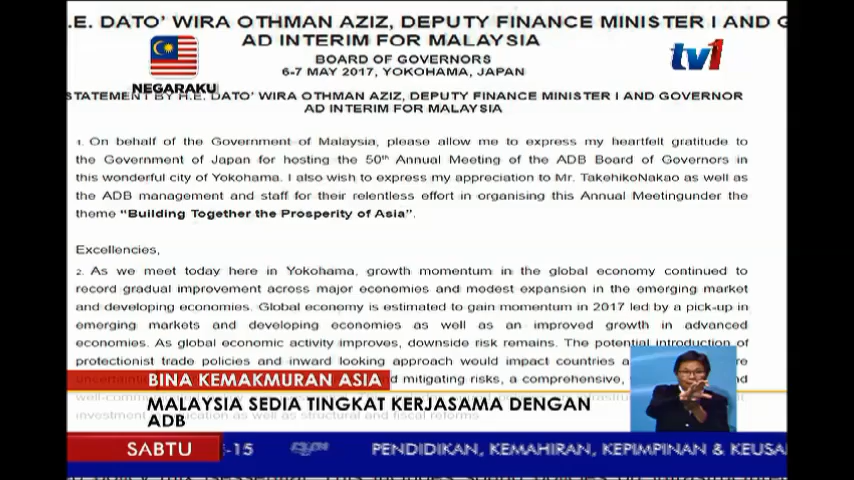 H.E. DATO' WIRA OTHMAN AZIZ, DEPUTY FINANCE MINISTER I AND
AD INTERIM FOR MALAYSIA
tv1
BOARD OF GOVERNORS
6-7 MAY 2017, YOKOHAMA, JAPAN
NEGARAKU
STATEMENT BY H.E. DATO' WIRA OTHMAN AZIZ, DEPUTY FINANCE MINISTER I AND GOVERNOR
AD INTERIM FOR MALAYSIA
1. On behalf of the Government of Malaysia, please allow me to express my heartfelt gratitude to
the Government of Japan for hosting the 50th Annual Meeting of the ADB Board of Governors in
this wonderful city of Yokohama. I also wish to express my appreciation to Mr. TakehikoNakao as well as
the ADB management and staff for their relentless effort in organising this Annual Meetingunder the
theme “Building Together the Prosperity of Asia”.
Excellencies,
2. As we meet today here in Yokohama, growth momentum in the global economy continued to
record gradual improvement across major economies and modest expansion in the emerging market
and developing economies. Global economy is estimated to gain momentum in 2017 led by a pick-up in
emerging markets and developing economies as well as an improved growth in advanced
economies. As global economic activity improves, downside risk remains. The potential introduction of
protectionist trade policies and inward looking approach would impact countries
mitigating risks, a comprehensive,
BINA KEMAKMURAN ASIA
MALAYSIA SEDIA TINGKAT KERJASAMA DENGAN
ADB
SABTU
-15
PENDIDIKAN, KEMAHIRAN, KEPIMPINAN & KEUSA